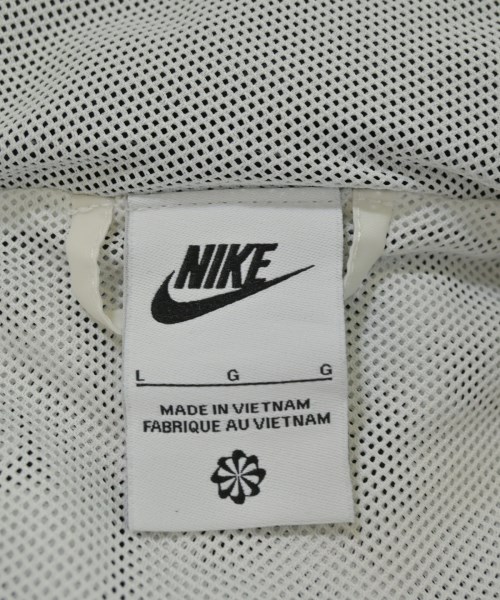 NIKE
L G G
MADE IN VIETNAM
FABRIQUE AU VIETNAM